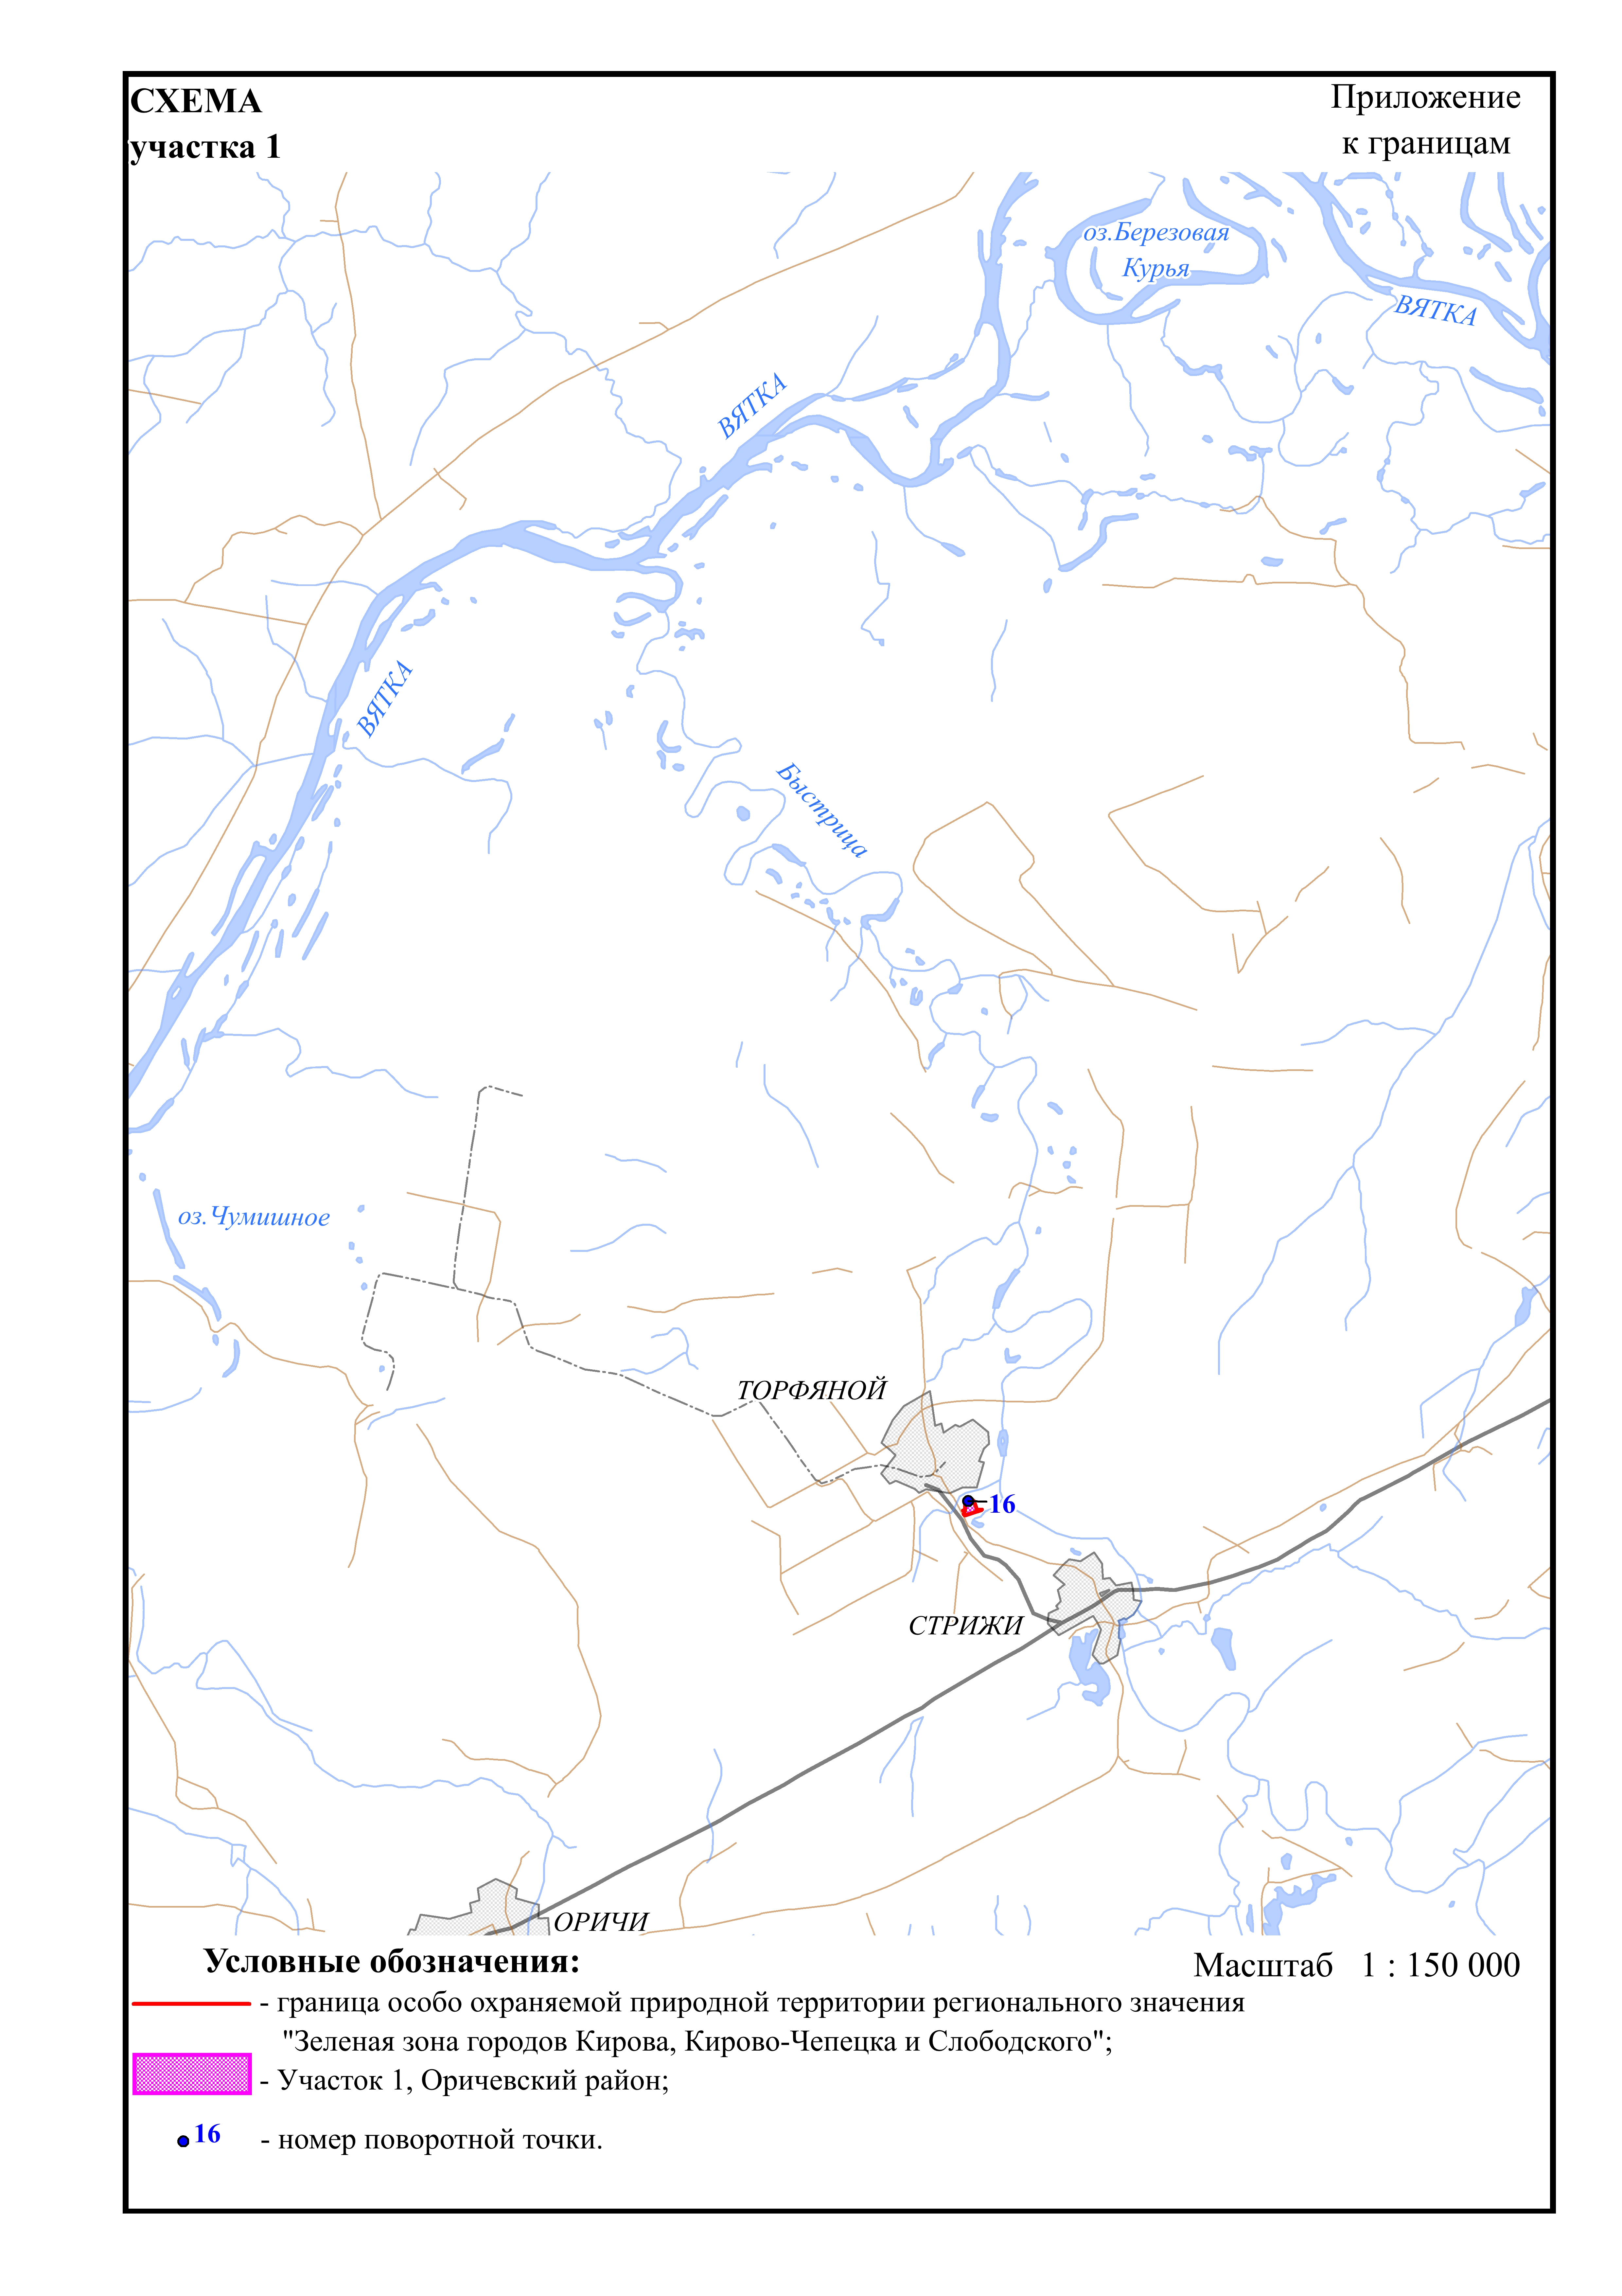 СХЕМА
участка 1
Приложение
к границам
оз.Березовая
Курья
ВЯТКА
ВЯТКА
ВЯТКА
Быстрица
оз.Чумишное
ТОРФЯНОЙ
16
СТРИЖИ
ОРИЧИ
Условные обозначения:
Масштаб 1 : 150 000
- граница особо охраняемой природной территории регионального значения
"Зеленая зона городов Кирова, Кирово-Чепецка и Слободского";
- Участок 1, Оричевский район;
16 - номер поворотной точки.